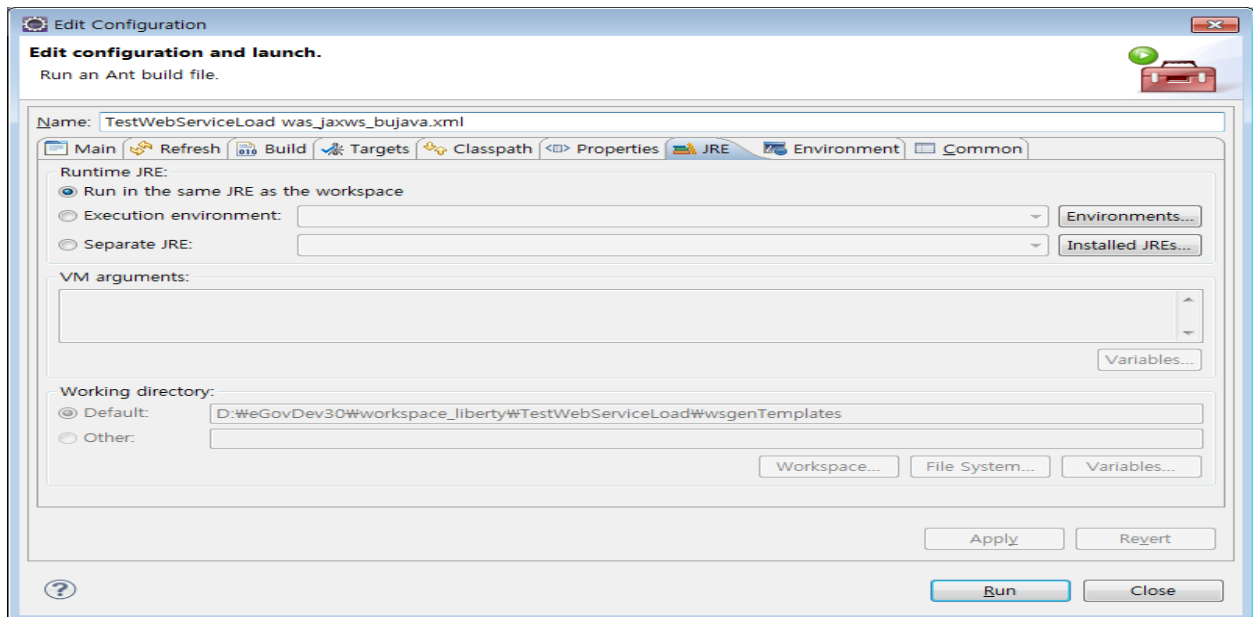 Edit Configuration
Edit configuration and launch.
Run an Ant build file.
Name: TestWebServiceLoad was_jaxws_bujava.xml
Main Refresh Build Targets Classpath Properties JRE Environment Common
Runtime JRE:
Run in the same JRE as the workspace
Execution environment: Environments...
Separate JRE: Installed JREs...
VM arguments:
Variables...
Working directory:
Default: D:₩eGovDev30₩workspace_liberty₩TestWebServiceLoad₩wsgenTemplates
Other:
Workspace... File System... Variables...
Apply Revert
? Run Close